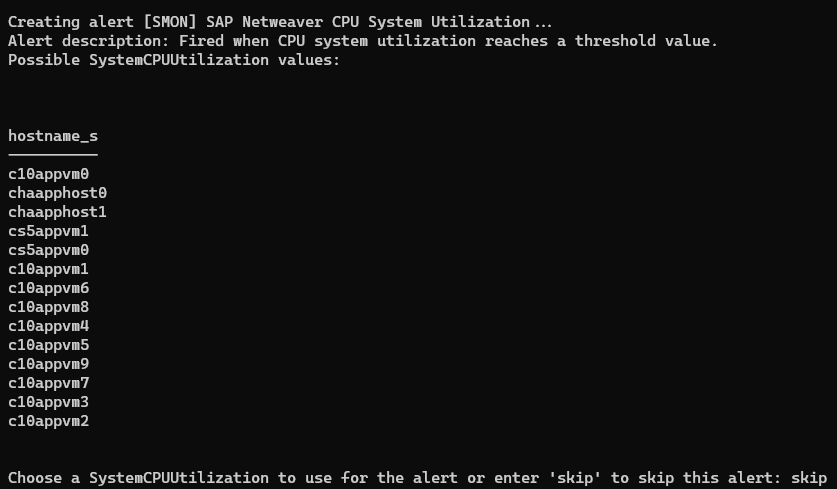 Creating alert [SMON] SAP Netweaver CPU System Utilization...
Alert description: Fired when CPU system utilization reaches a threshold value.
Possible SystemCPUUtilization values:
hostname_s
----------
c10appvm0
chaapphost0
chaapphost1
cs5appvm1
cs5appvm0
c10appvm1
c10appvm6
c10appvm8
c10appvm4
c10appvm5
c10appvm9
c10appvm7
c10appvm3
c10appvm2
Choose a SystemCPUUtilization to use for the alert or enter 'skip' to skip this alert: skip